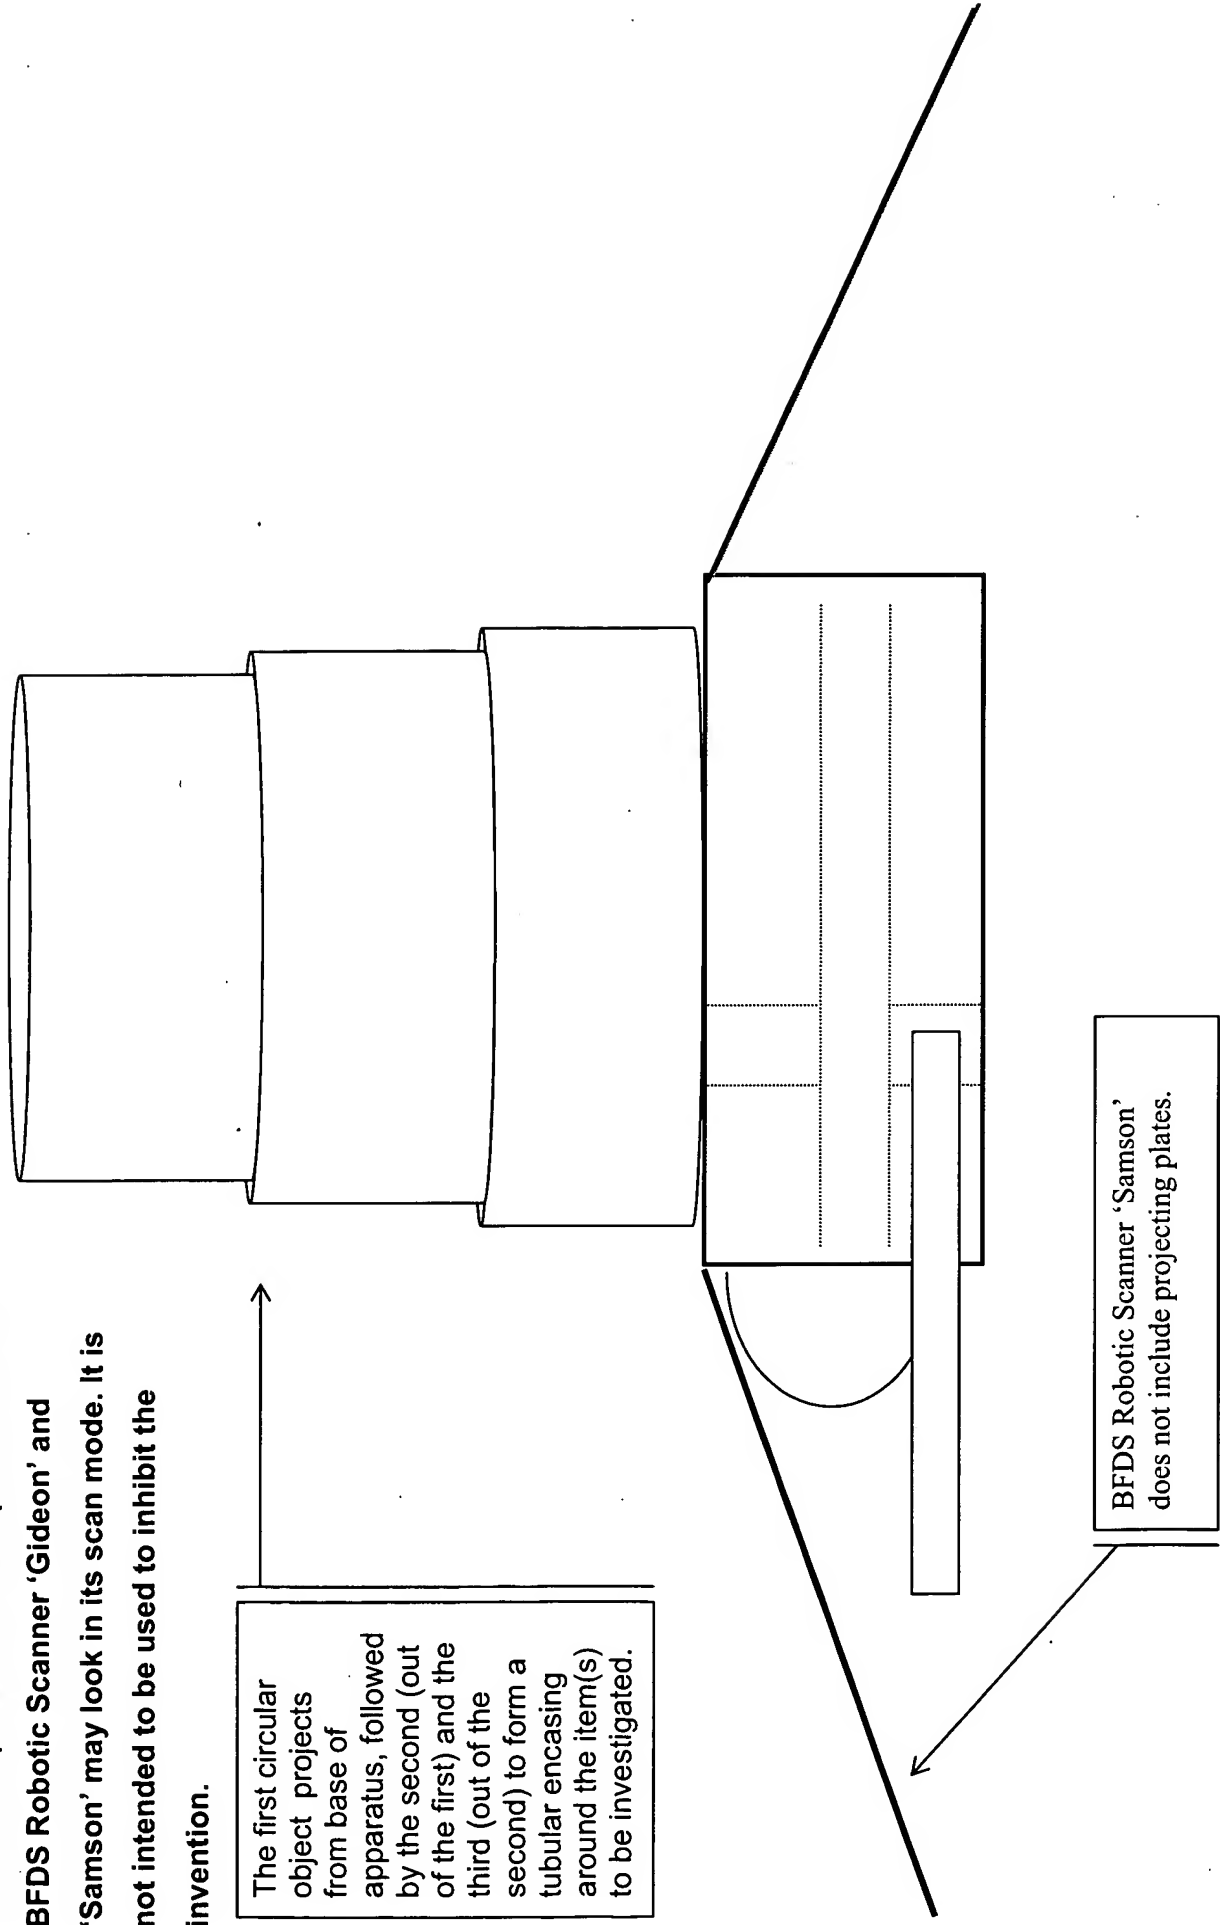 BFDS Robotic Scanner ‘Gideon’ and
‘Samson’ may look in its scan mode. It is
not intended to be used to inhibit the
invention.
The first circular
object projects
from base of
apparatus, followed
by the second (out
of the first) and the
third (out of the
second) to form a
tubular encasing
around the item(s)
to be investigated.
BFDS Robotic Scanner ‘Samson’
does not include projecting plates.